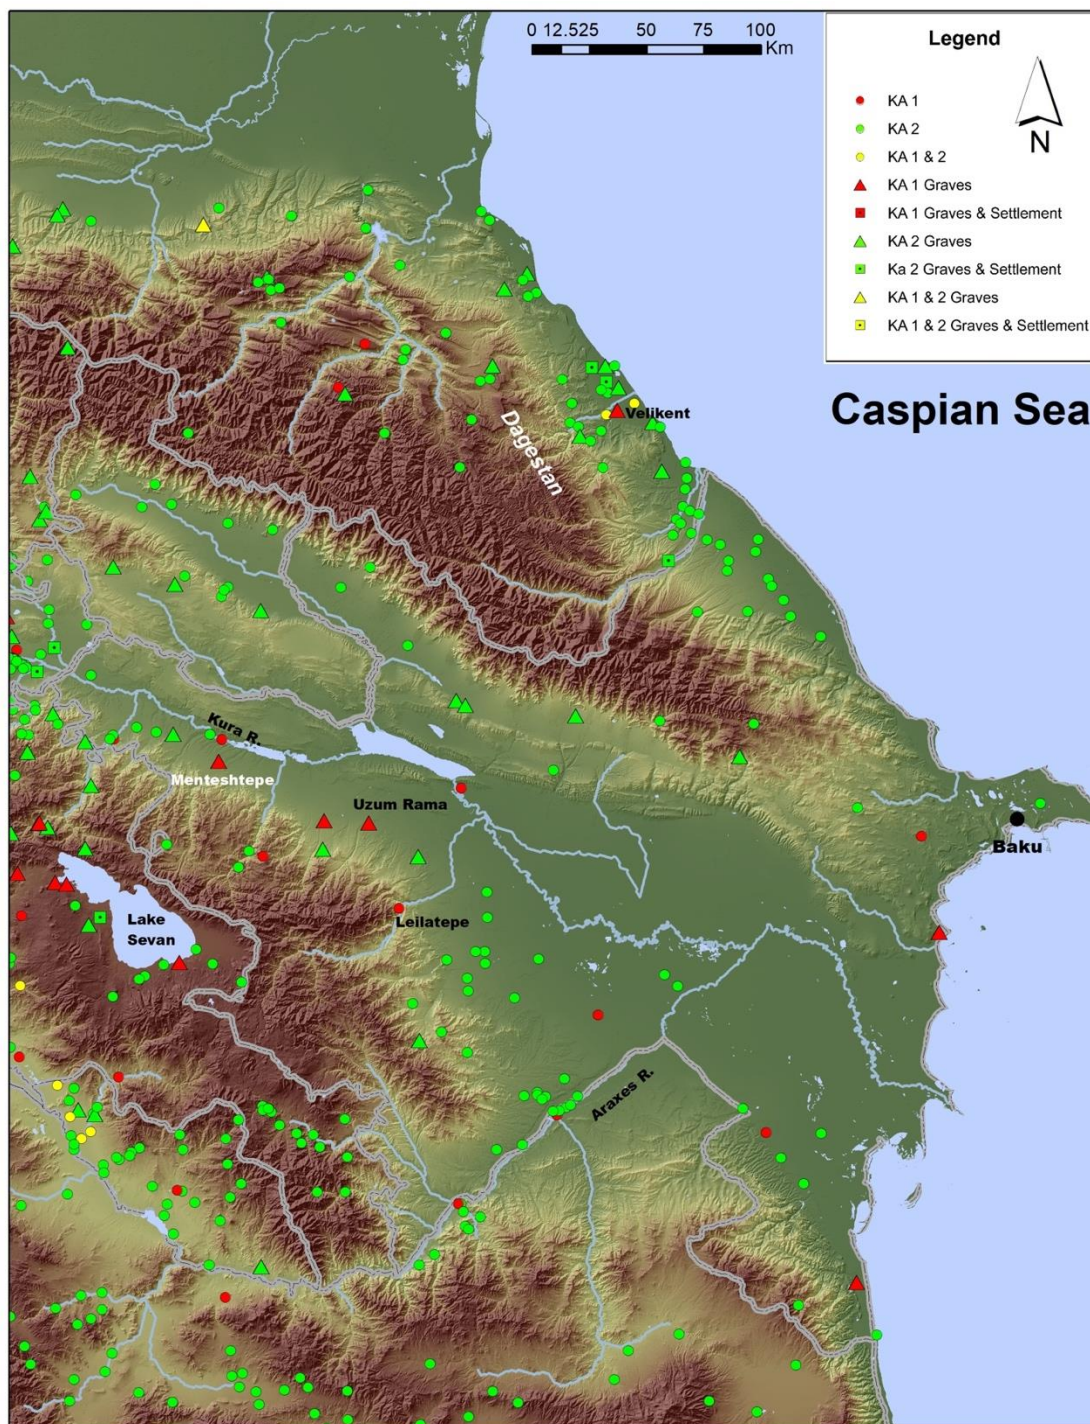 0 12.525 50 75 100
Km
Legend
KA 1
KA 2
KA 1 & 2
KA 1 Graves
KA 1 Graves & Settlement
KA 2 Graves
Ka 2 Graves & Settlement
KA 1 & 2 Graves
KA 1 & 2 Graves & Settlement
N
Caspian Sea
Velikent
Dagestan
Kura R.
Menteshtepe
Uzum Rama
Baku
Leilatepe
Lake
Sevan
Araxes R.